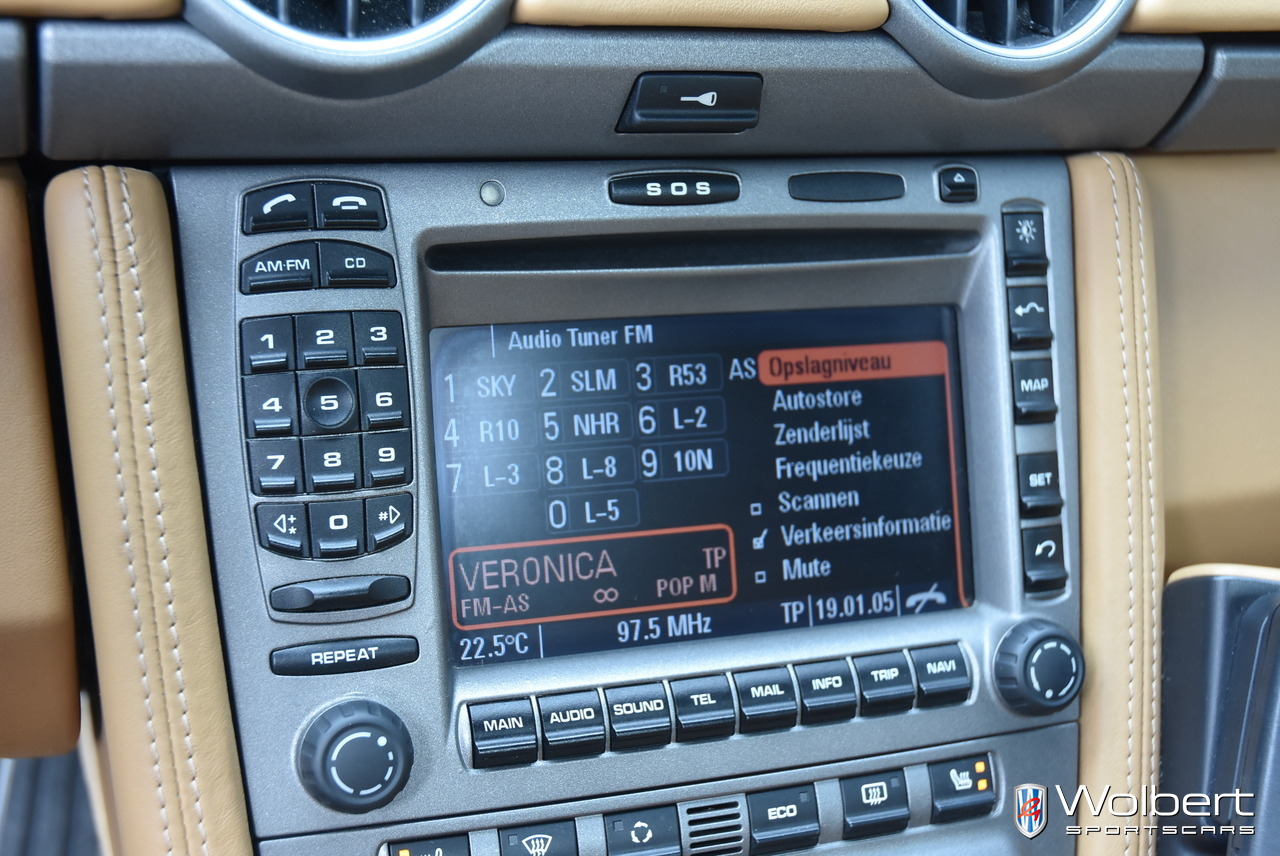 SOS
AM·FM
CD
1 2 3
4 5 6
7 8 9
* 0 #
REPEAT
Audio Tuner FM
1 SKY 2 SLM 3 R53
4 R10 5 NHR 6 L-2
7 L-3 8 L-8 9 10N
0 L-5
AS
Opslagniveau
Autostore
Zenderlijst
Frequentiekeuze
Scannen
Verkeersinformatie
Mute
VERONICA TP
FM-AS ∞ POP M
22.5°C 97.5 MHz TP 19.01.05
MAP
SET
MAIN AUDIO SOUND TEL MAIL INFO TRIP NAVI
ECO
Wolbert
SPORTSCARS